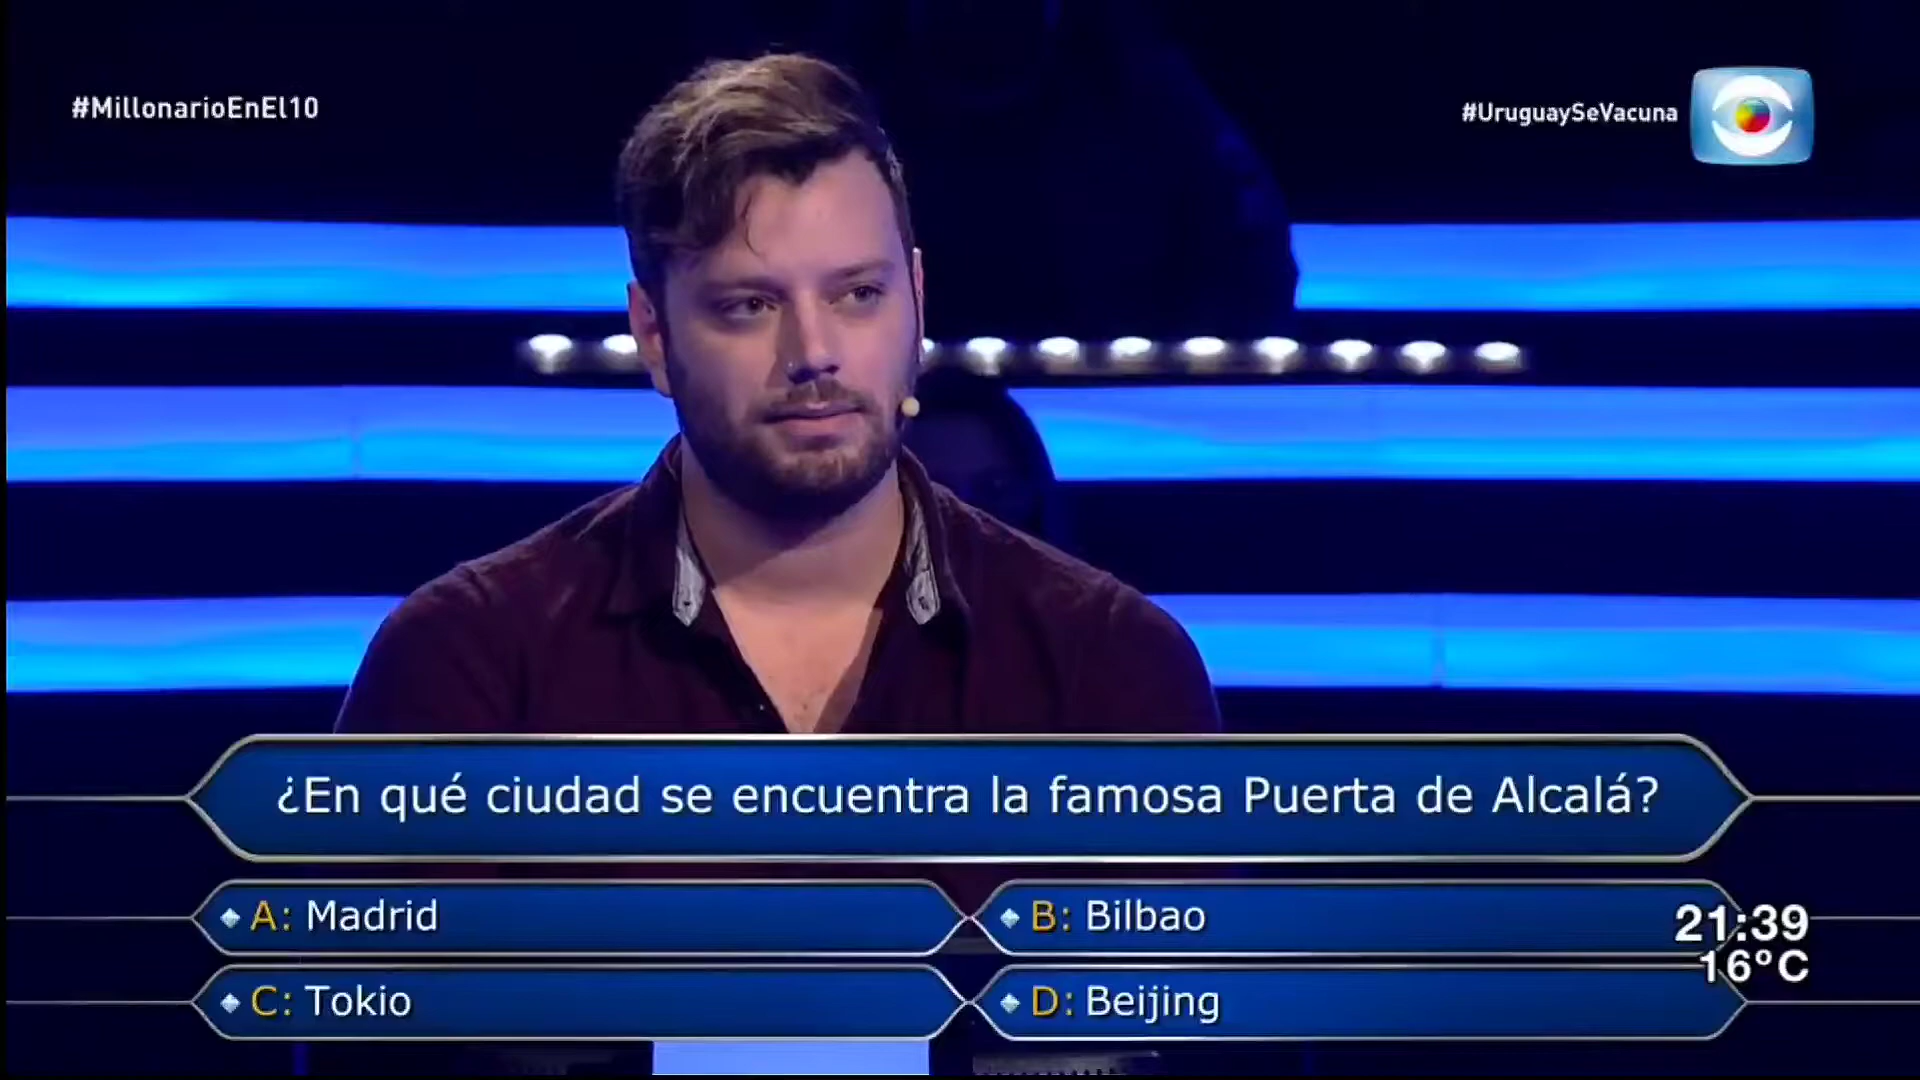 #MillonarioEnEl10
#UruguaySeVacuna
¿En qué ciudad se encuentra la famosa Puerta de Alcalá?
A: Madrid
B: Bilbao
C: Tokio
D: Beijing
21:39
16°C